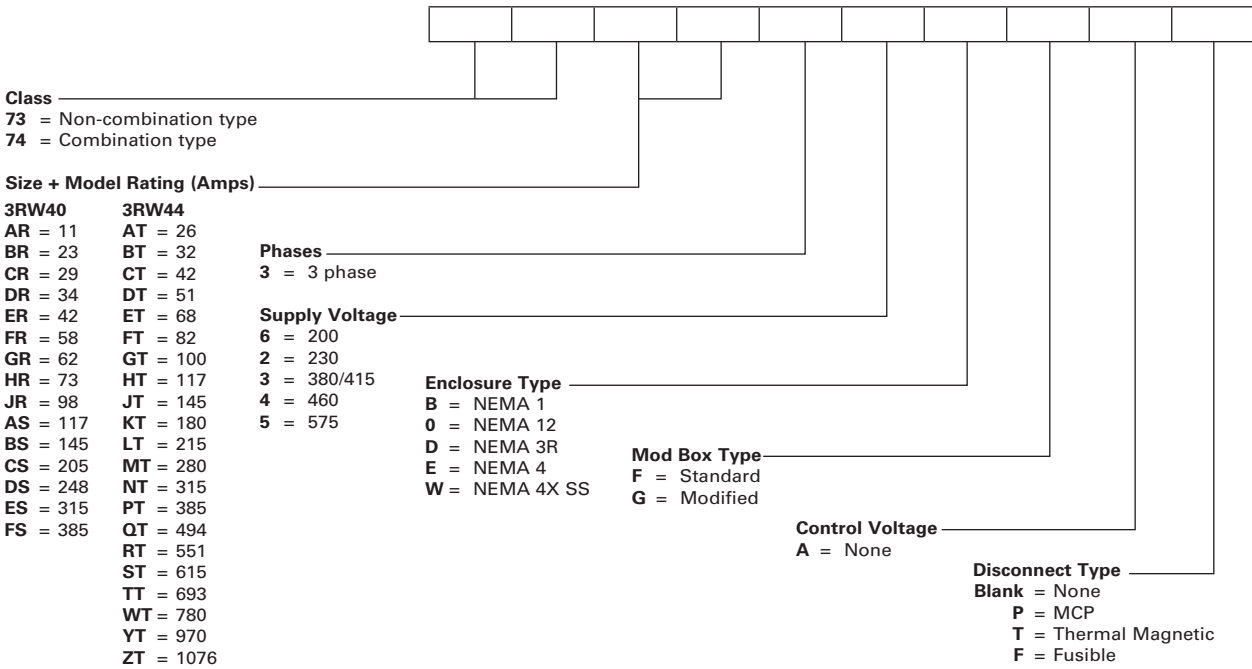 Class
73 = Non-combination type
74 = Combination type
Size + Model Rating (Amps)
3RW40
AR = 11
BR = 23
CR = 29
DR = 34
ER = 42
FR = 58
GR = 62
HR = 73
JR = 98
AS = 117
BS = 145
CS = 205
DS = 248
ES = 315
FS = 385
3RW44
AT = 26
BT = 32
CT = 42
DT = 51
ET = 68
FT = 82
GT = 100
HT = 117
JT = 145
KT = 180
LT = 215
MT = 280
NT = 315
PT = 385
QT = 494
RT = 551
ST = 615
TT = 693
WT = 780
YT = 970
ZT = 1076
Phases
3 = 3 phase
Supply Voltage
6 = 200
2 = 230
3 = 380/415
4 = 460
5 = 575
Enclosure Type
B = NEMA 1
0 = NEMA 12
D = NEMA 3R
E = NEMA 4
W = NEMA 4X SS
Mod Box Type
F = Standard
G = Modified
Control Voltage
A = None
Disconnect Type
Blank = None
P = MCP
T = Thermal Magnetic
F = Fusible